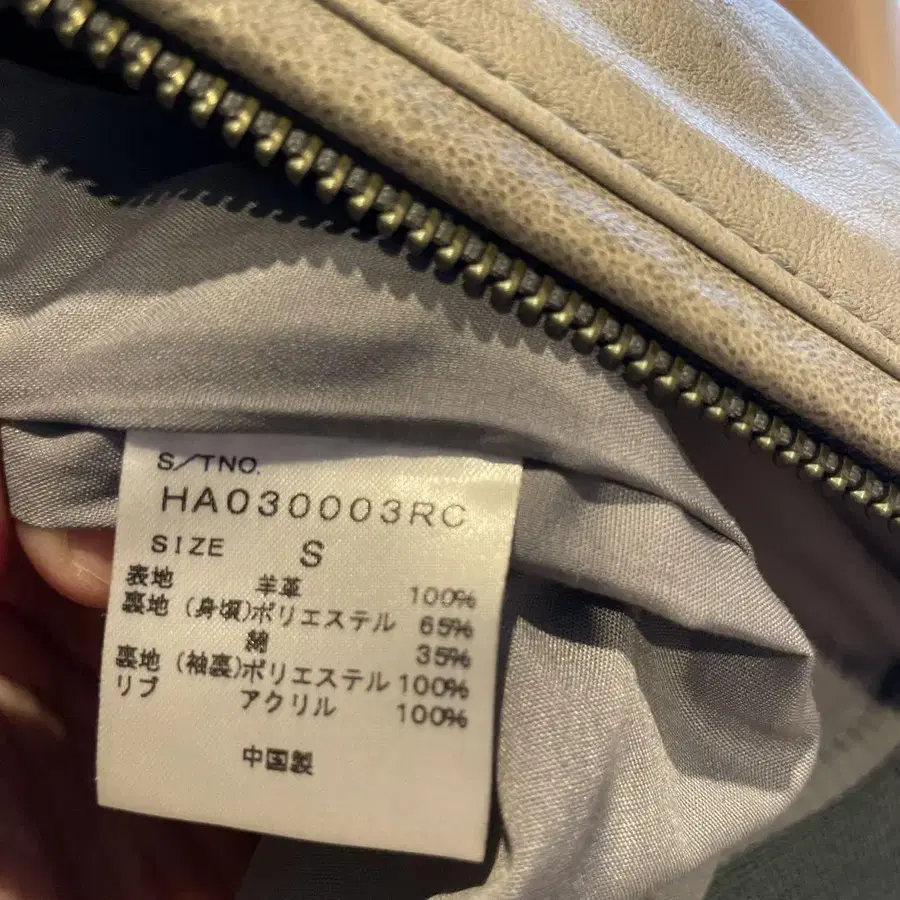 S/TNO.
HA030003RC
SIZE S
表地 羊革 100%
裏地(身頃)ポリエステル 65%
綿 35%
裏地(袖裏)ポリエステル 100%
リブ アクリル 100%
中国製